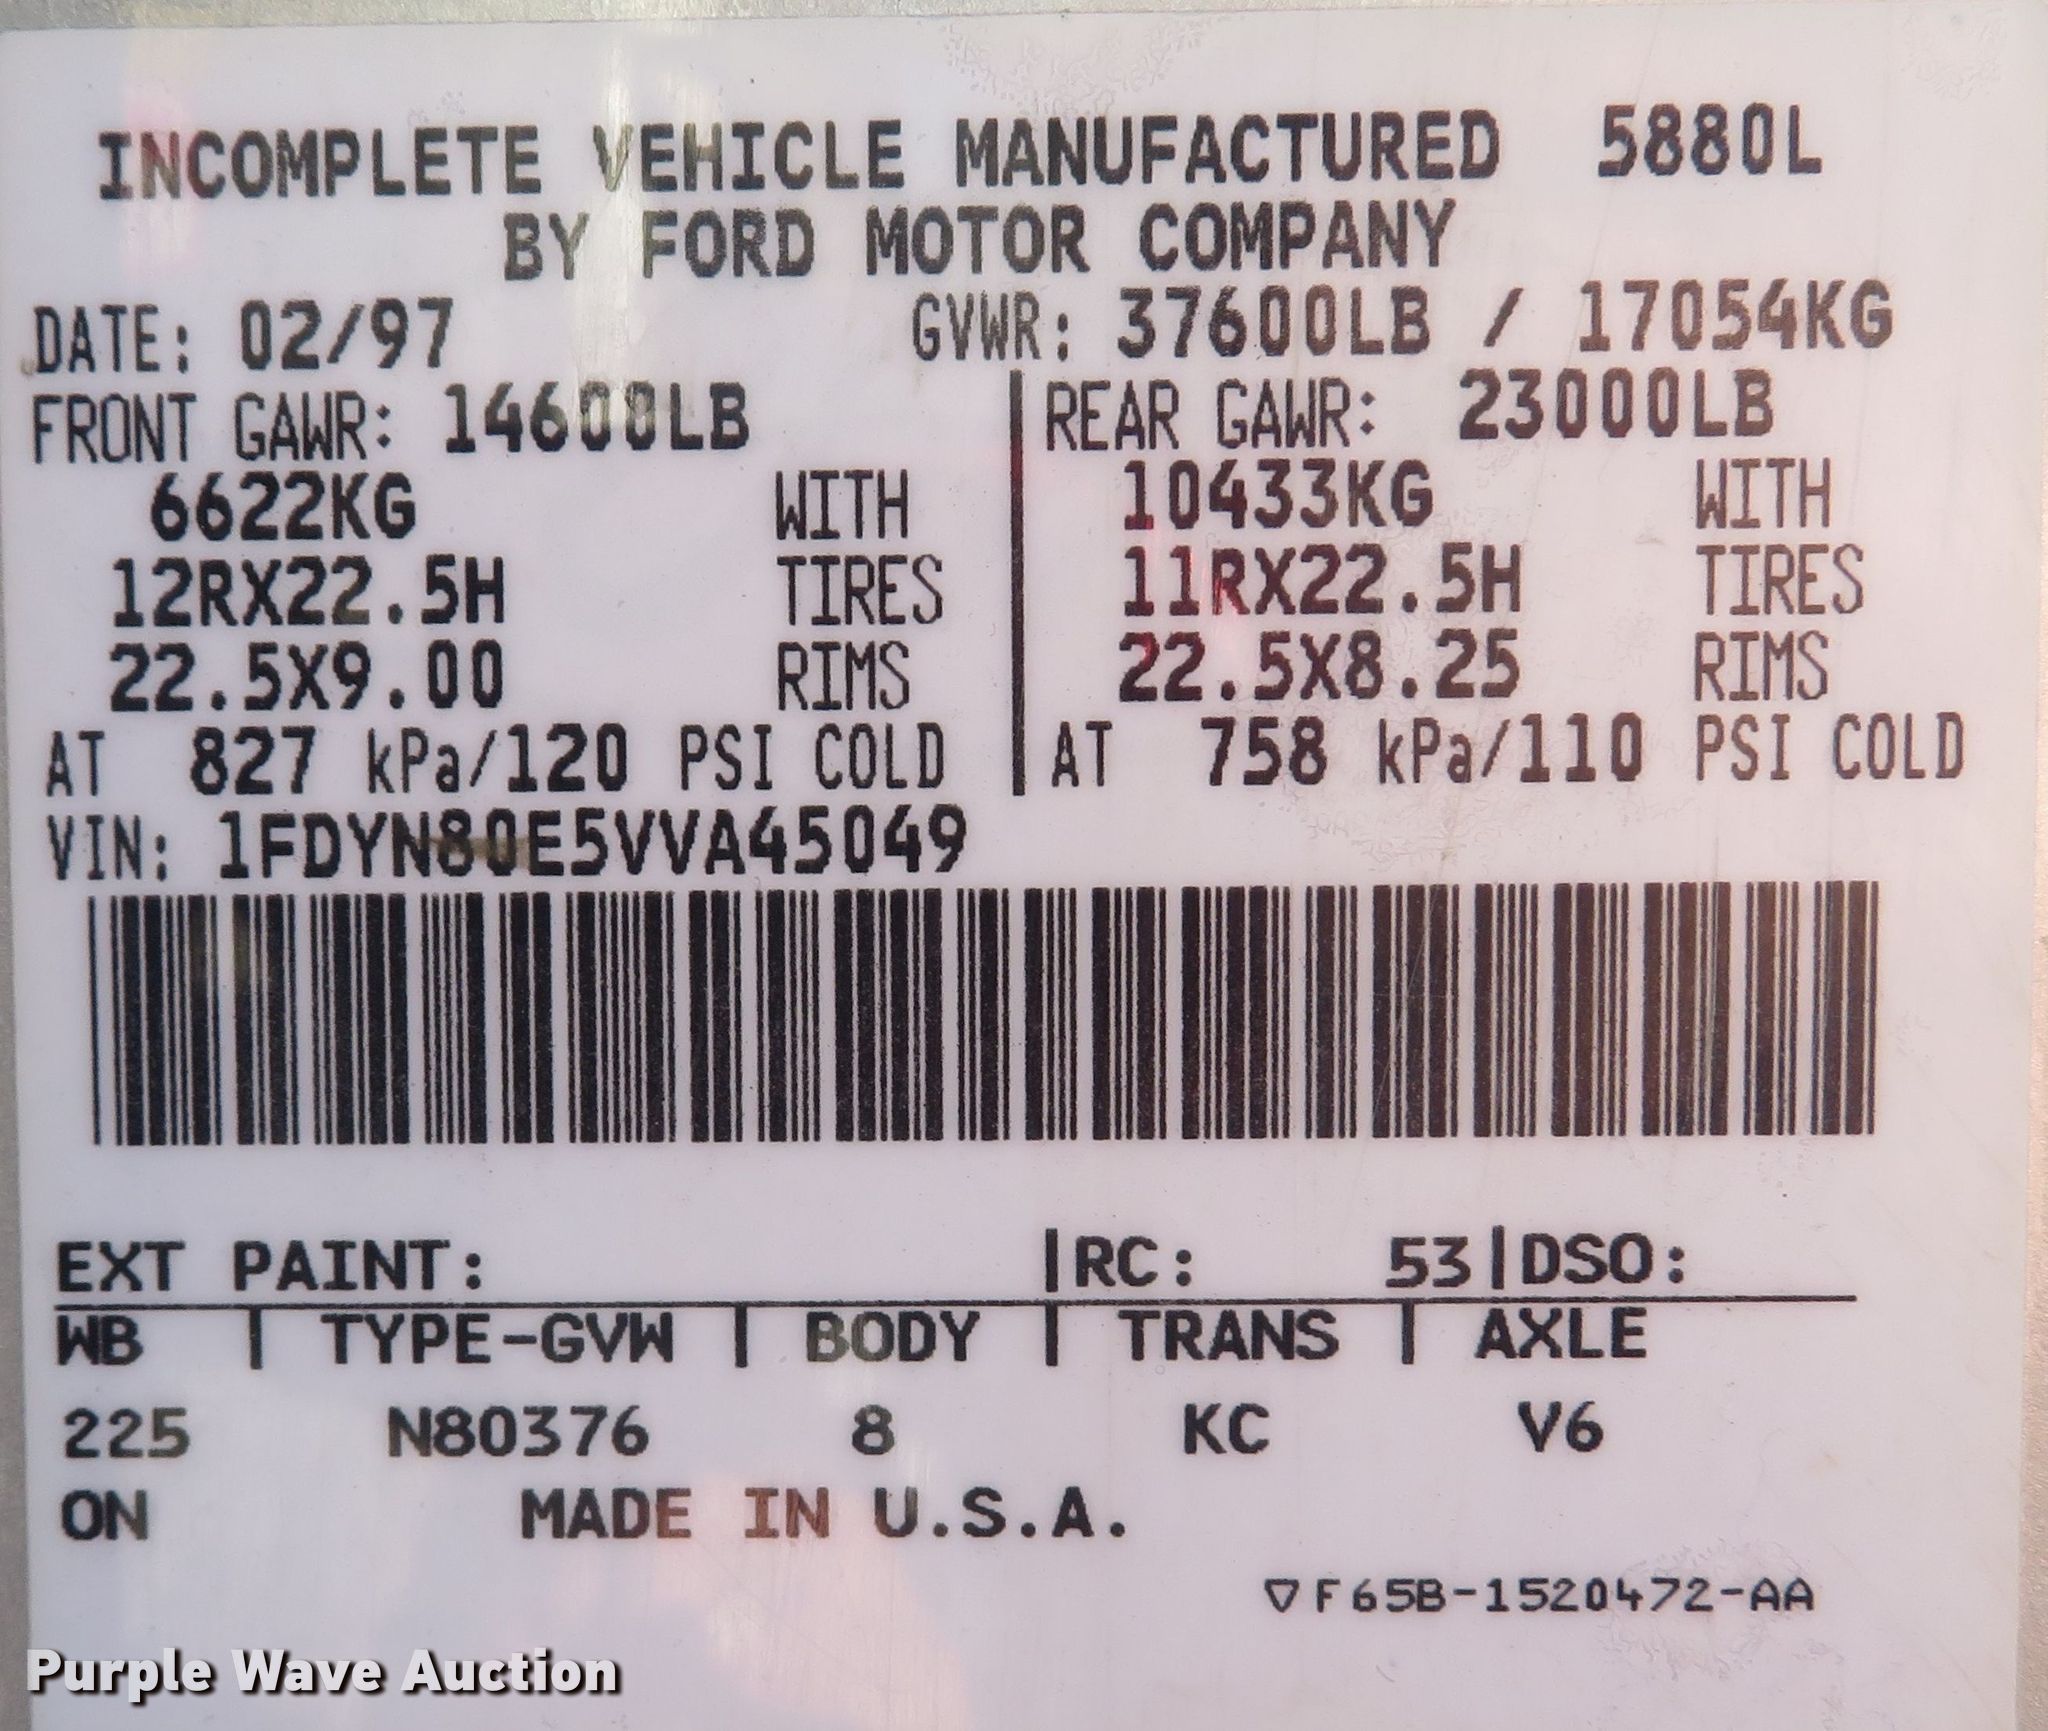 INCOMPLETE VEHICLE MANUFACTURED 5880L
BY FORD MOTOR COMPANY
DATE: 02/97 GVWR: 37600LB / 17054KG
FRONT GAWR: 14600LB REAR GAWR: 23000LB
6622KG WITH 10433KG WITH
12RX22.5H TIRES 11RX22.5H TIRES
22.5X9.00 RIMS 22.5X8.25 RIMS
AT 827 kPa/120 PSI COLD AT 758 kPa/110 PSI COLD
VIN: 1FDYN80E5VVA45049
EXT PAINT: |RC: 53|DSO:
WB | TYPE-GVW | BODY | TRANS | AXLE
225 N80376 8 KC V6
ON MADE IN U.S.A.
▽F65B-1520472-AA
Purple Wave Auction